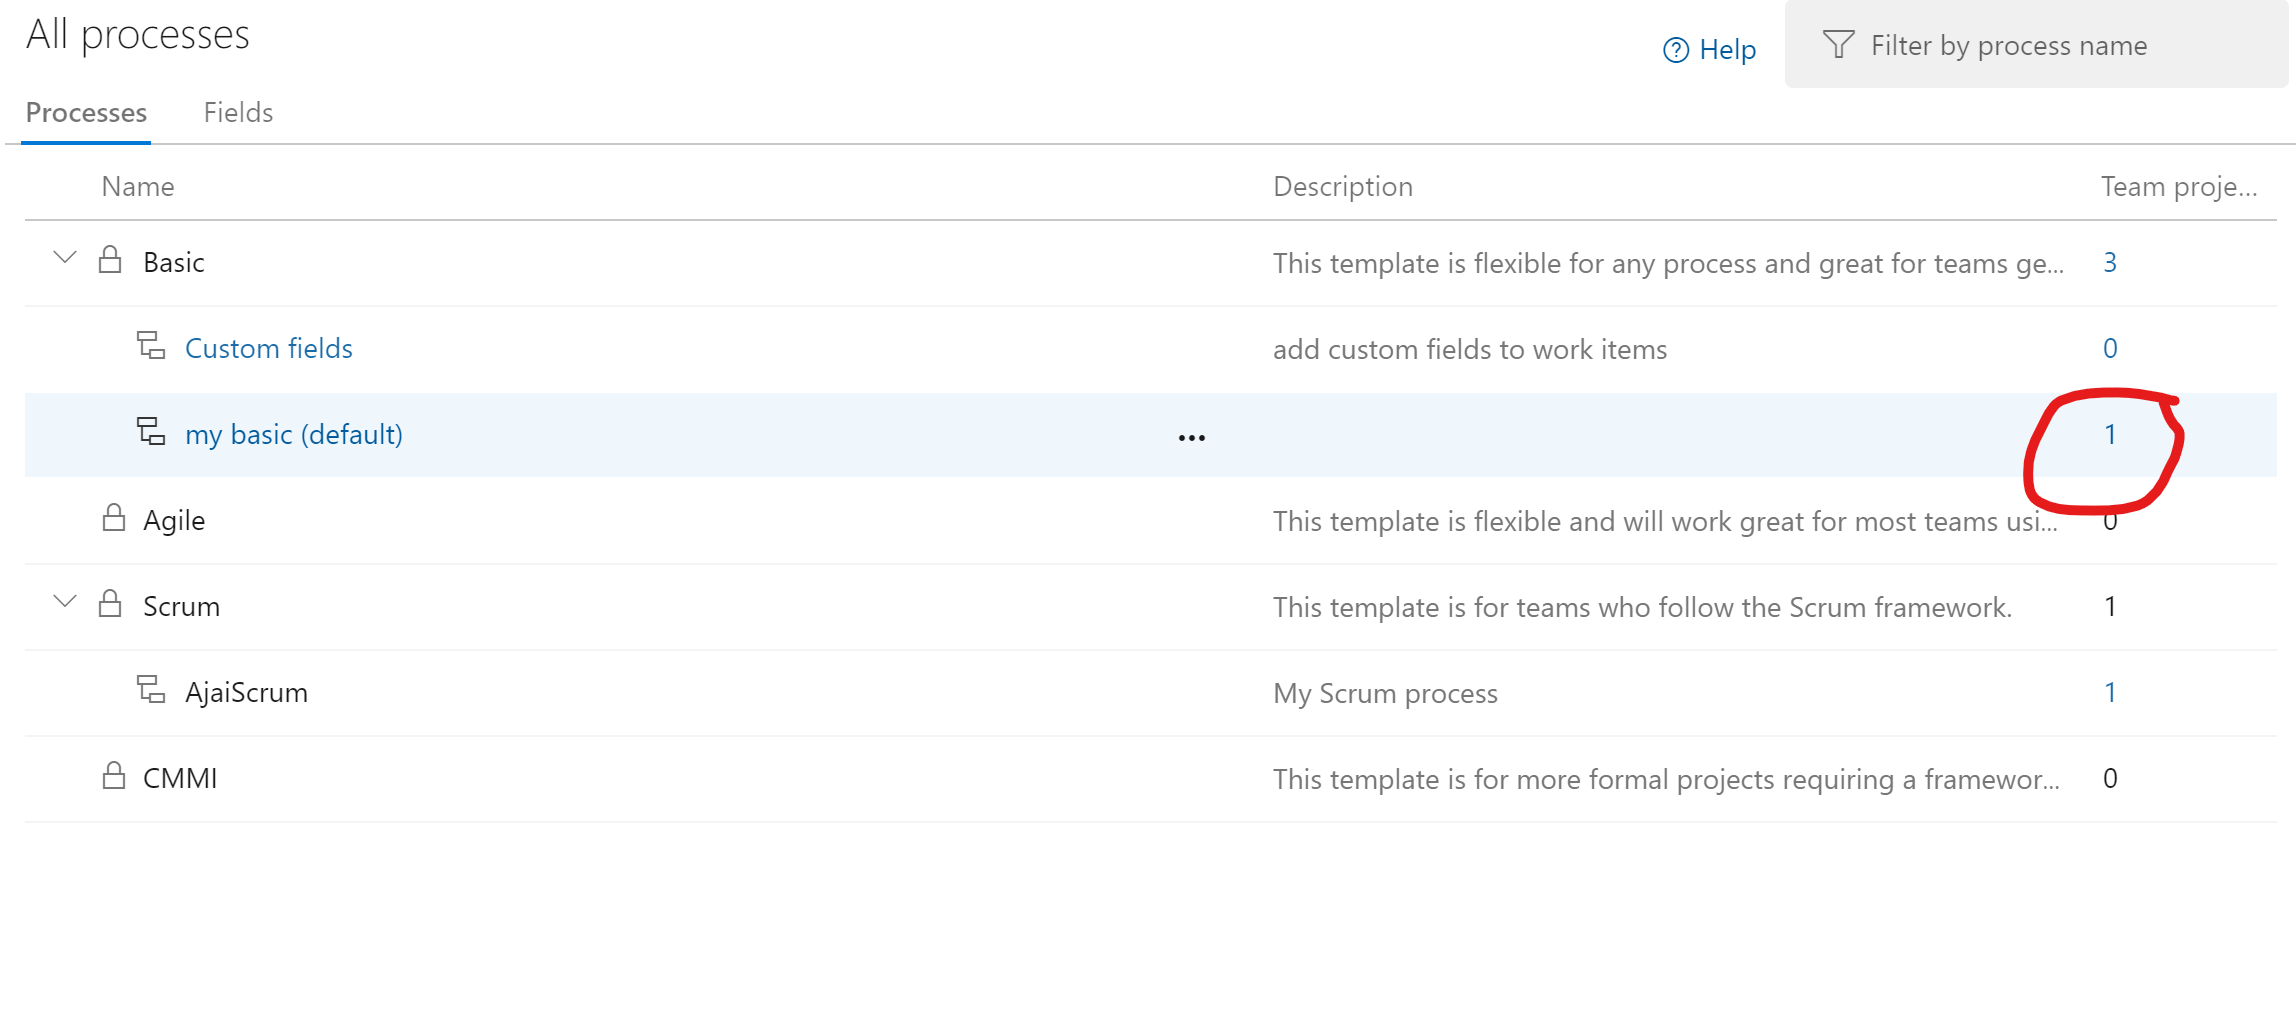 All processes
Help
Filter by process name
Processes Fields
Name Description Team proje...
Basic This template is flexible for any process and great for teams ge... 3
Custom fields add custom fields to work items 0
my basic (default) ... 1
Agile This template is flexible and will work great for most teams usi... 0
Scrum This template is for teams who follow the Scrum framework. 1
AjaiScrum My Scrum process 1
CMMI This template is for more formal projects requiring a framewor... 0